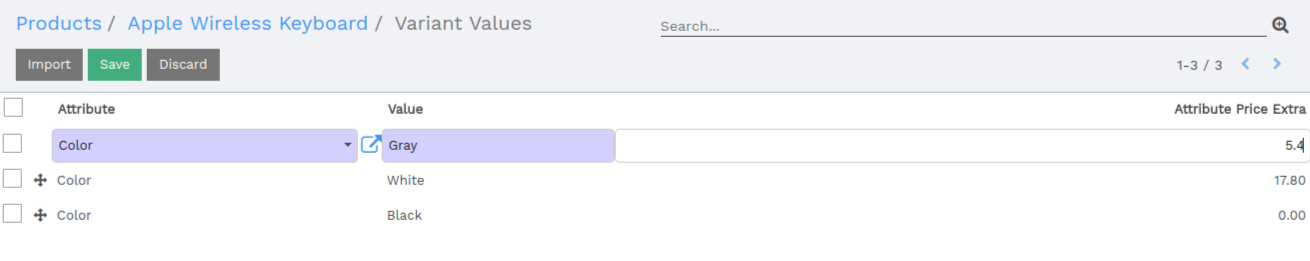 Products / Apple Wireless Keyboard / Variant Values
Search...
Import Save Discard
1-3 / 3
Attribute Value Attribute Price Extra
Color Gray 5.4
Color White 17.80
Color Black 0.00